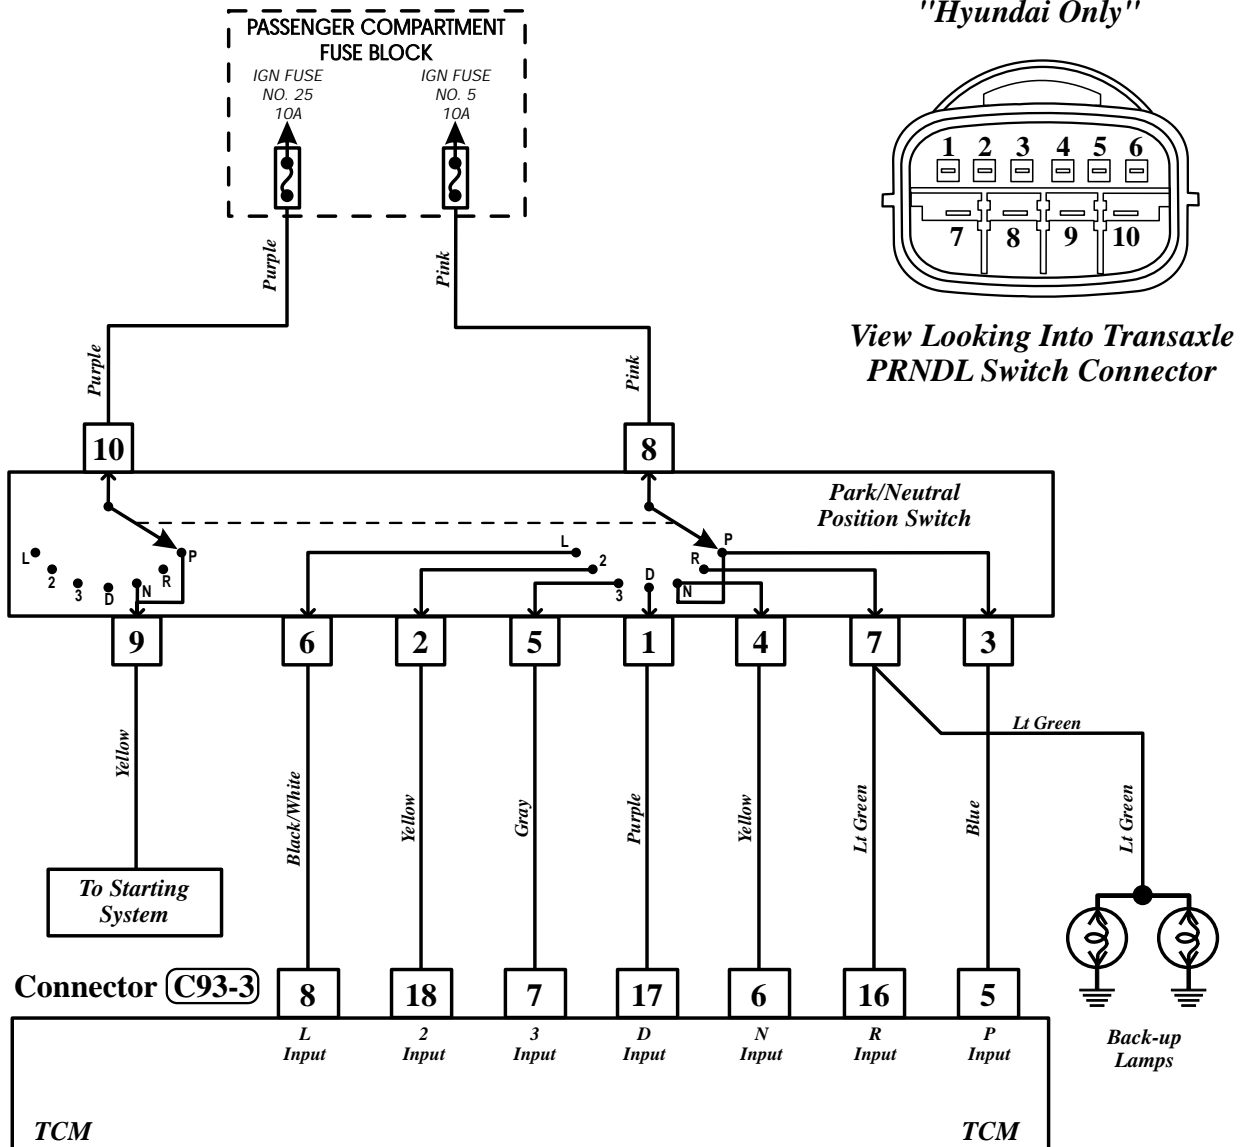 "Hyundai Only"
PASSENGER COMPARTMENT
FUSE BLOCK
IGN FUSE
NO. 25
10A
IGN FUSE
NO. 5
10A
1 2 3 4 5 6
7 8 9 10
View Looking Into Transaxle
PRNDL Switch Connector
Purple
Pink
Purple
Pink
10
8
Park/Neutral
Position Switch
L
2
3
D
N
R
P
L
2
3
D
N
R
P
9 6 2 5 1 4 7 3
Lt Green
Yellow
Black/White
Yellow
Gray
Purple
Yellow
Lt Green
Blue
Lt Green
To Starting
System
Connector C93-3
8 18 7 17 6 16 5
L
Input
2
Input
3
Input
D
Input
N
Input
R
Input
P
Input
Back-up
Lamps
TCM
TCM